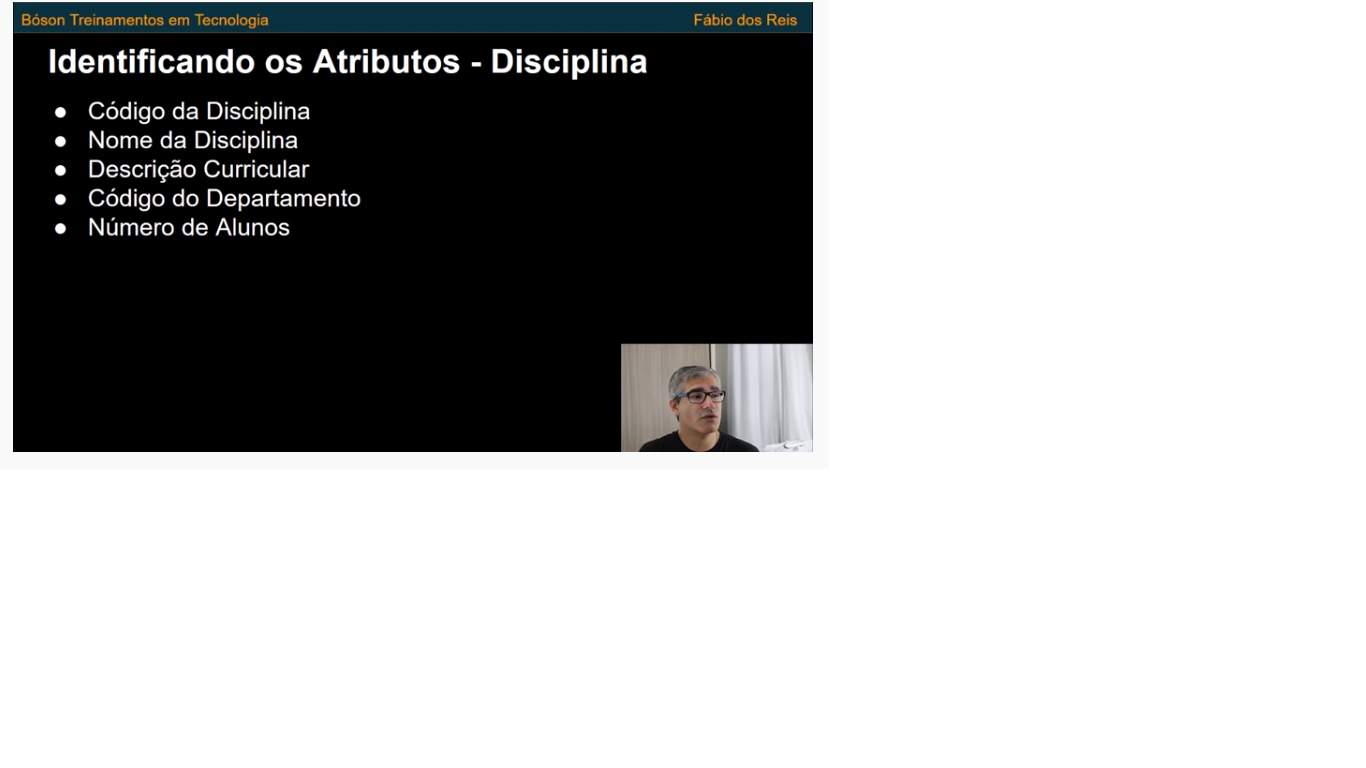 Bóson Treinamentos em Tecnologia
Fábio dos Reis
Identificando os Atributos - Disciplina
● Código da Disciplina
● Nome da Disciplina
● Descrição Curricular
● Código do Departamento
● Número de Alunos